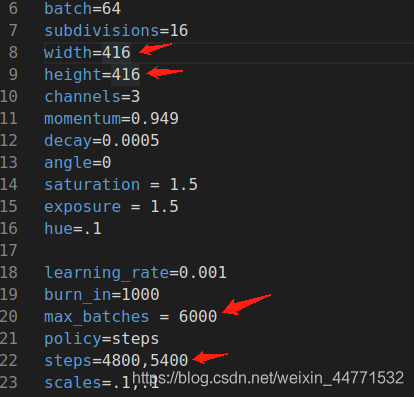 6 batch=64
7 subdivisions=16
8 width=416
9 height=416
10 channels=3
11 momentum=0.949
12 decay=0.0005
13 angle=0
14 saturation = 1.5
15 exposure = 1.5
16 hue=.1
17
18 learning_rate=0.001
19 burn_in=1000
20 max_batches = 6000
21 policy=steps
22 steps=4800,5400
23 scales=.1,.1
https://blog.csdn.net/weixin_44771532